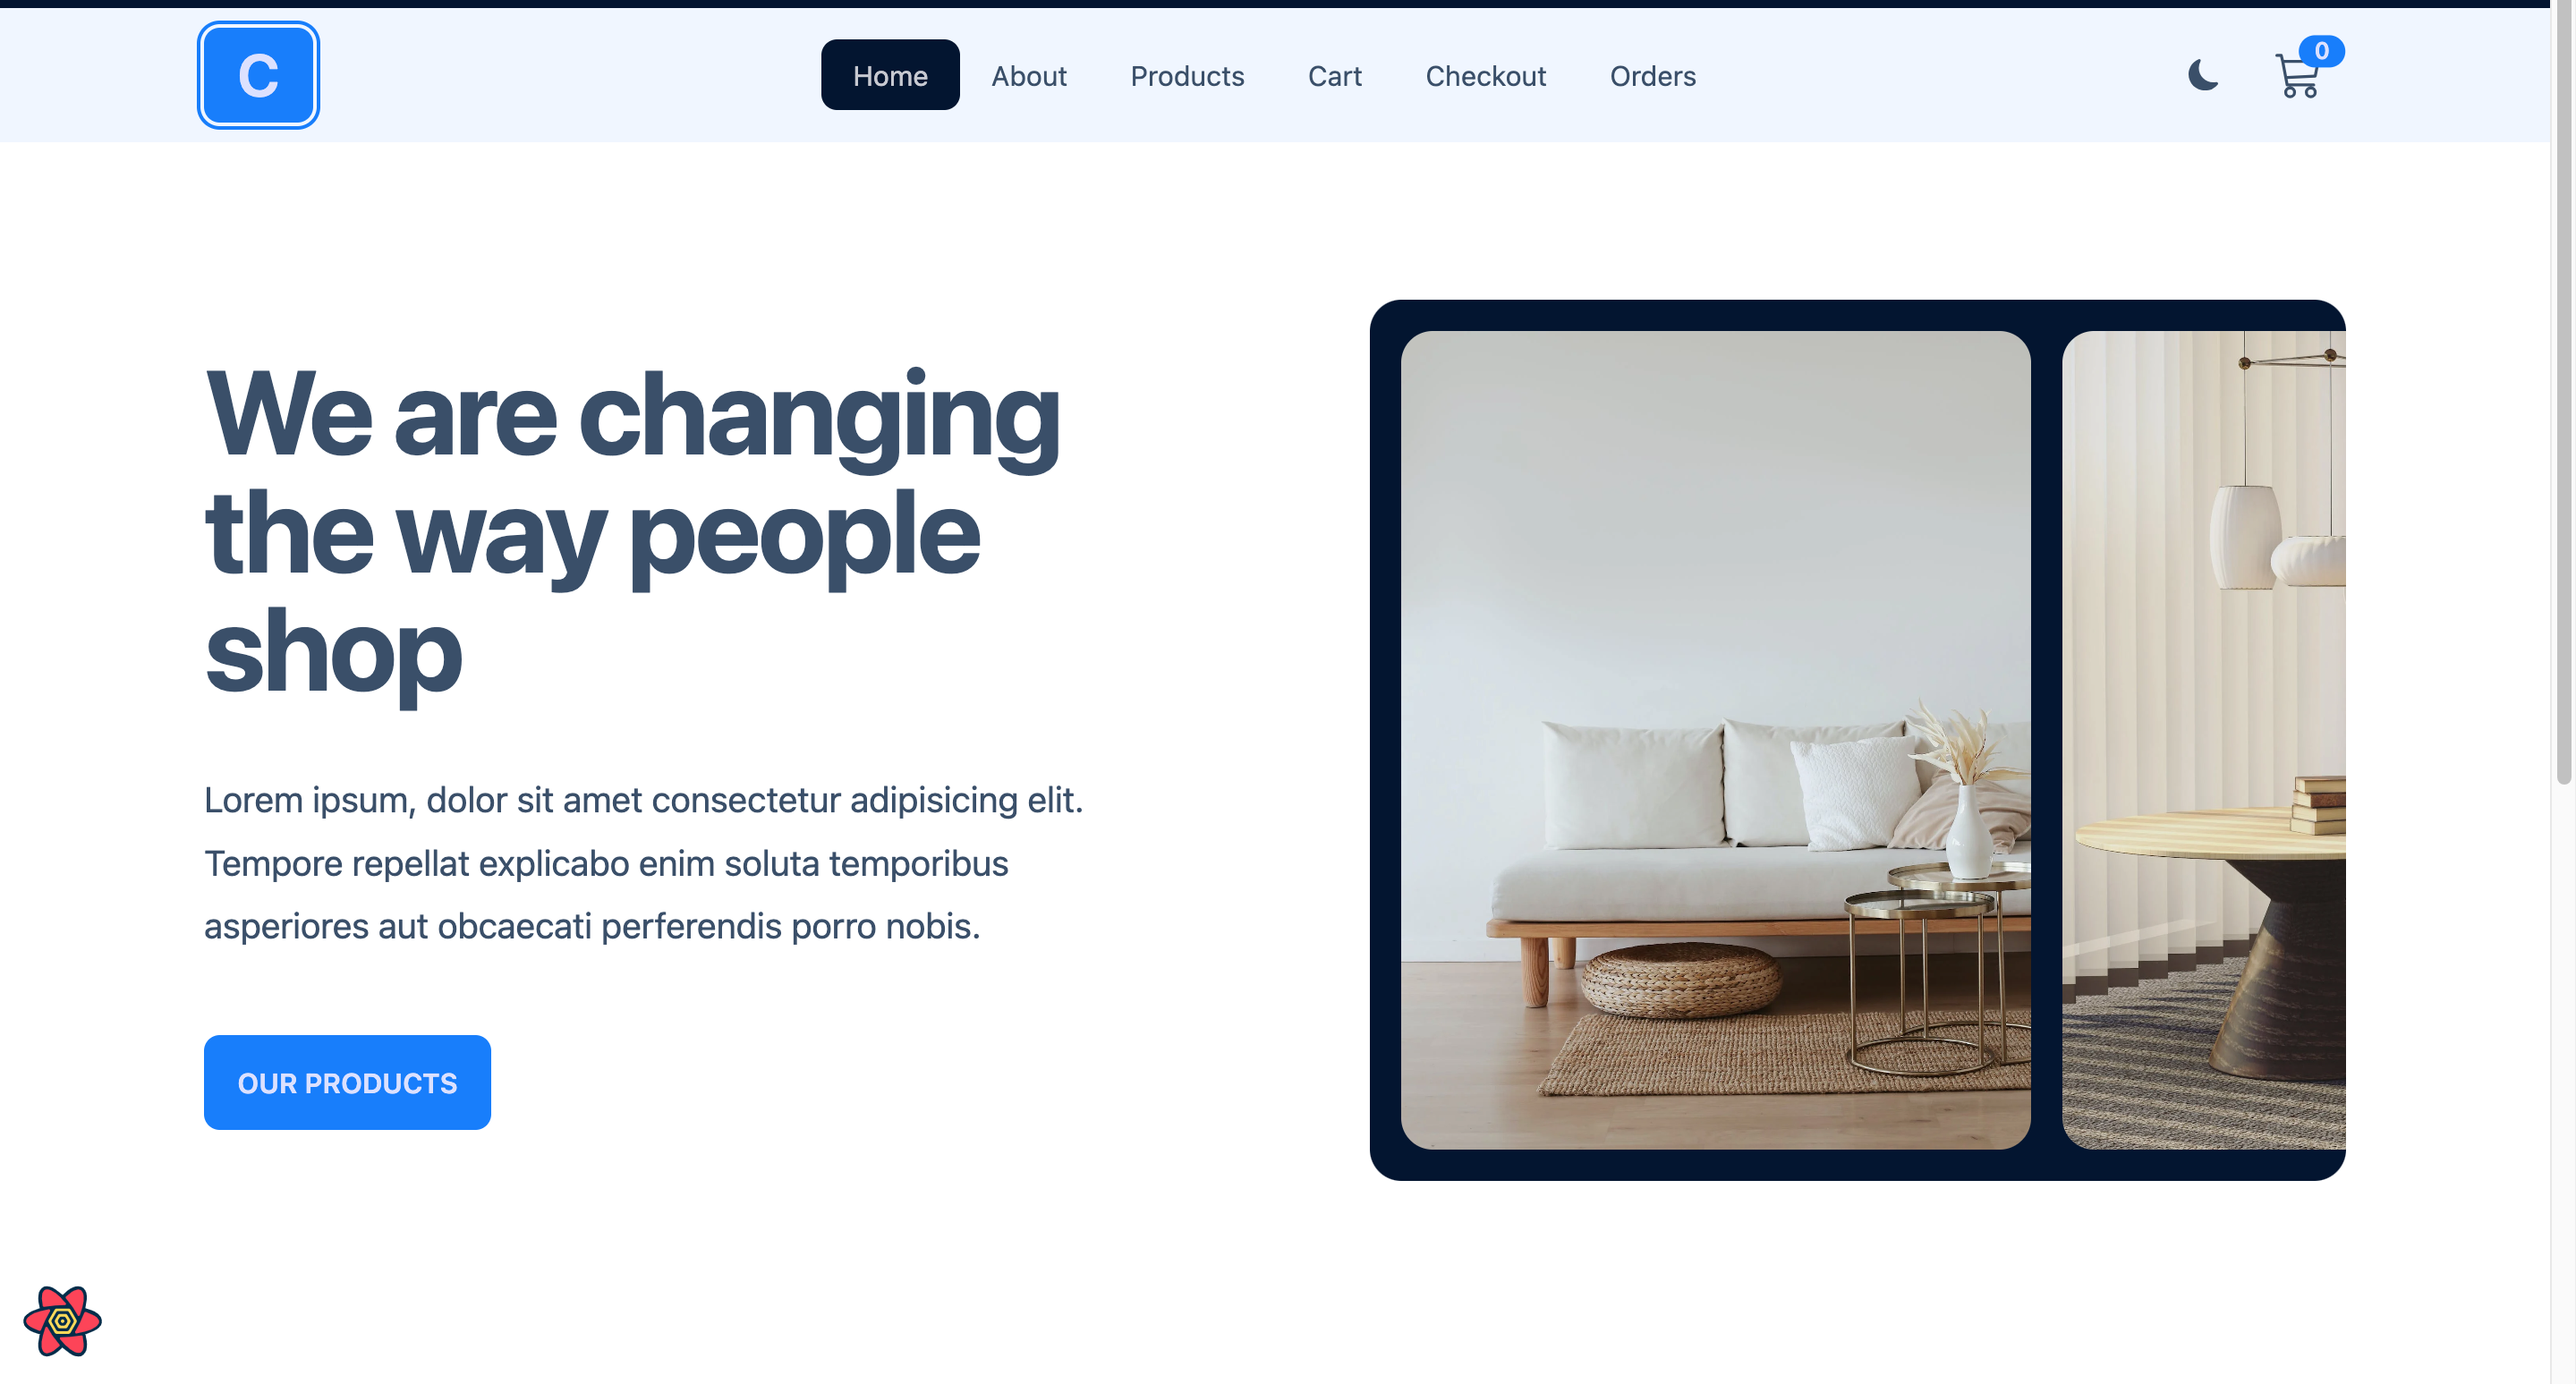 C
Home About Products Cart Checkout Orders
0
We are changing
the way people
shop
Lorem ipsum, dolor sit amet consectetur adipisicing elit.
Tempore repellat explicabo enim soluta temporibus
asperiores aut obcaecati perferendis porro nobis.
OUR PRODUCTS